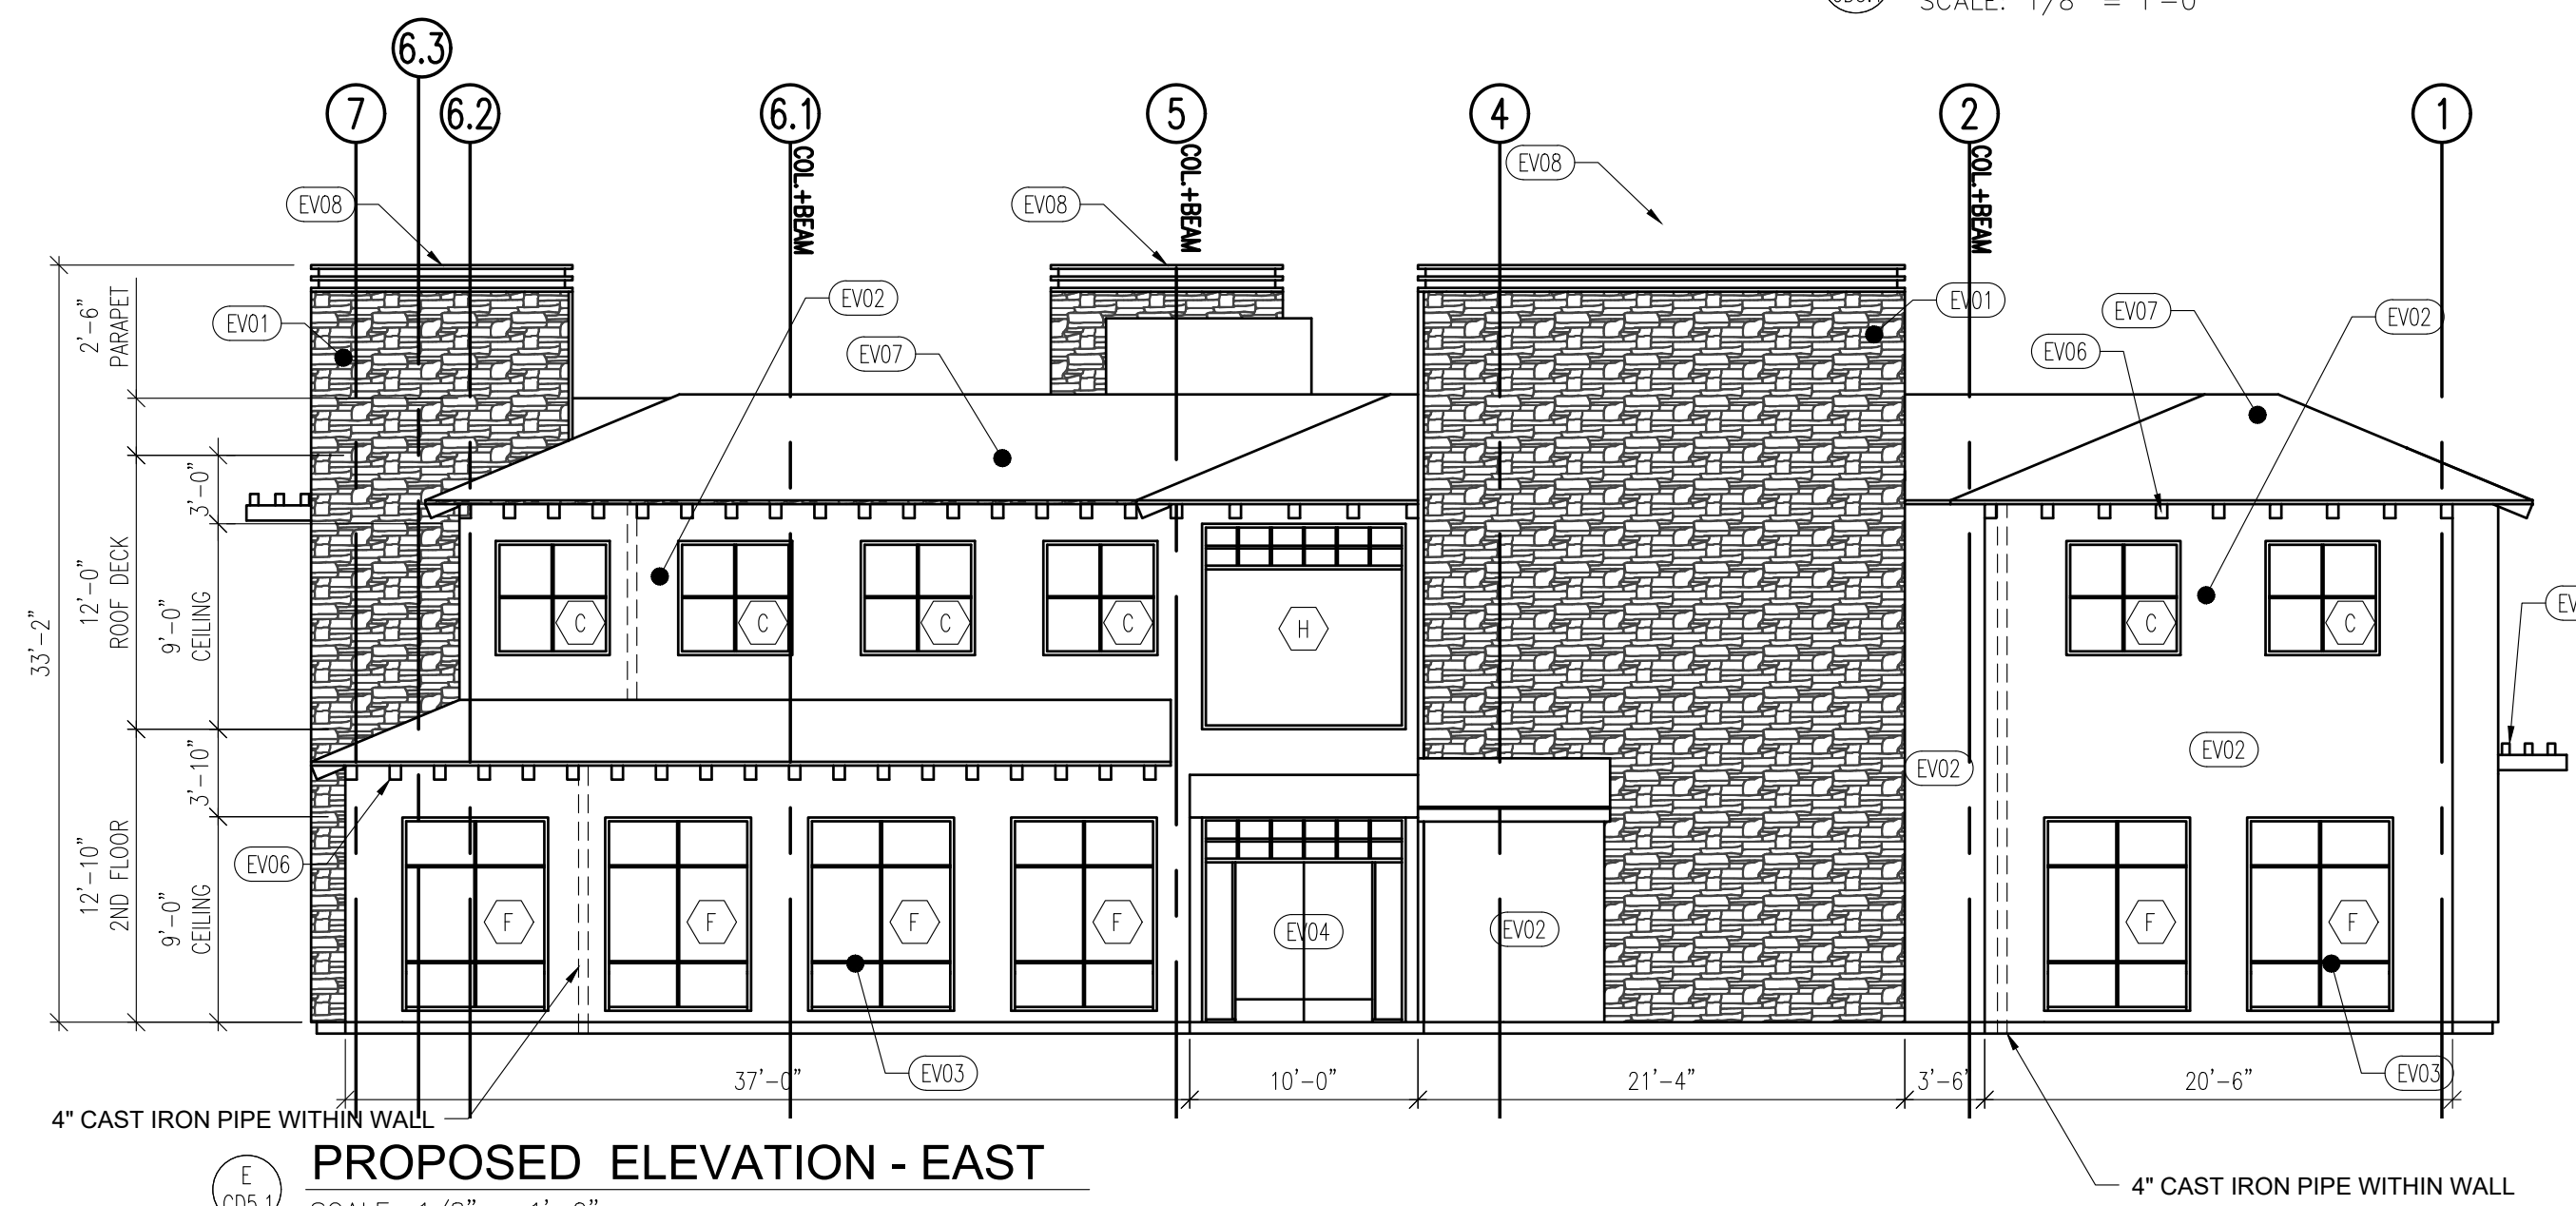 SCALE: 1/8" = 1'-0"
6.3
7
6.2
6.1
5
4
2
1
COL.+BEAM
COL.+BEAM
COL.+BEAM
EV08
EV08
EV08
EV01
EV02
EV07
EV01
EV07
EV02
EV06
2'-6"
PARAPET
33'-2"
12'-0"
ROOF DECK
3'-0"
9'-0"
CEILING
C
C
C
C
H
C
C
3'-10"
EV02
EV02
12'-10"
2ND FLOOR
9'-0"
CEILING
EV06
F
F
F
F
EV04
EV02
F
F
EV03
EV03
37'-0"
10'-0"
21'-4"
3'-6"
20'-6"
4" CAST IRON PIPE WITHIN WALL
E
CD5.1
PROPOSED ELEVATION - EAST
4" CAST IRON PIPE WITHIN WALL